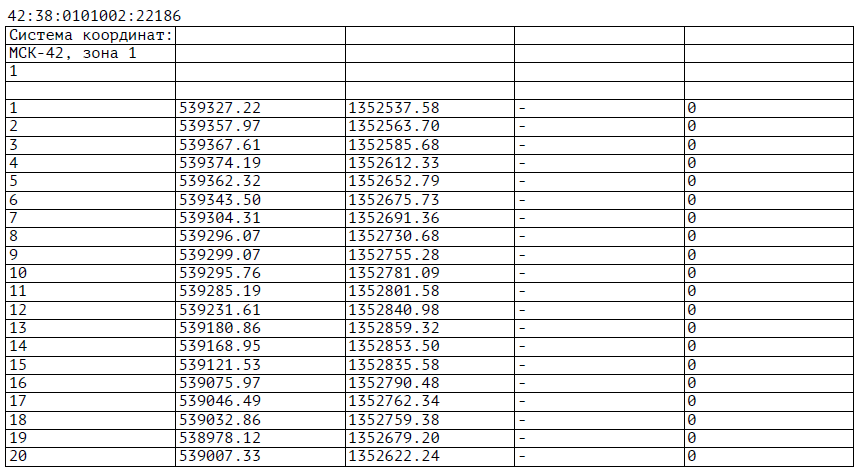 42:38:0101002:22186
Система координат:
МСК-42, зона 1
1
1 539327.22 1352537.58 - 0
2 539357.97 1352563.70 - 0
3 539367.61 1352585.68 - 0
4 539374.19 1352612.33 - 0
5 539362.32 1352652.79 - 0
6 539343.50 1352675.73 - 0
7 539304.31 1352691.36 - 0
8 539296.07 1352730.68 - 0
9 539299.07 1352755.28 - 0
10 539295.76 1352781.09 - 0
11 539285.19 1352801.58 - 0
12 539231.61 1352840.98 - 0
13 539180.86 1352859.32 - 0
14 539168.95 1352853.50 - 0
15 539121.53 1352835.58 - 0
16 539075.97 1352790.48 - 0
17 539046.49 1352762.34 - 0
18 539032.86 1352759.38 - 0
19 538978.12 1352679.20 - 0
20 539007.33 1352622.24 - 0